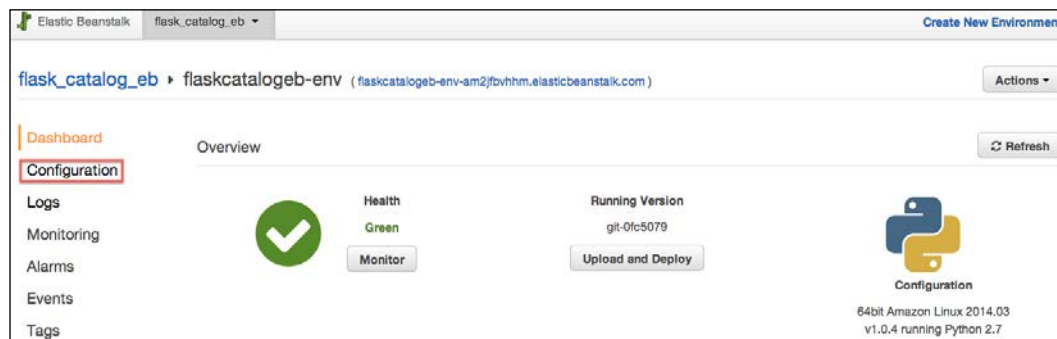 Elastic Beanstalk flask_catalog_eb
Create New Environmen
flask_catalog_eb flaskcatalogeb-env ( flaskcatalogeb-env-am2jfbvhhm.elasticbeanstalk.com )
Actions
Dashboard
Configuration
Logs
Monitoring
Alarms
Events
Tags
Overview
Refresh
Health
Green
Monitor
Running Version
git-0fc5079
Upload and Deploy
Configuration
64bit Amazon Linux 2014.03
v1.0.4 running Python 2.7